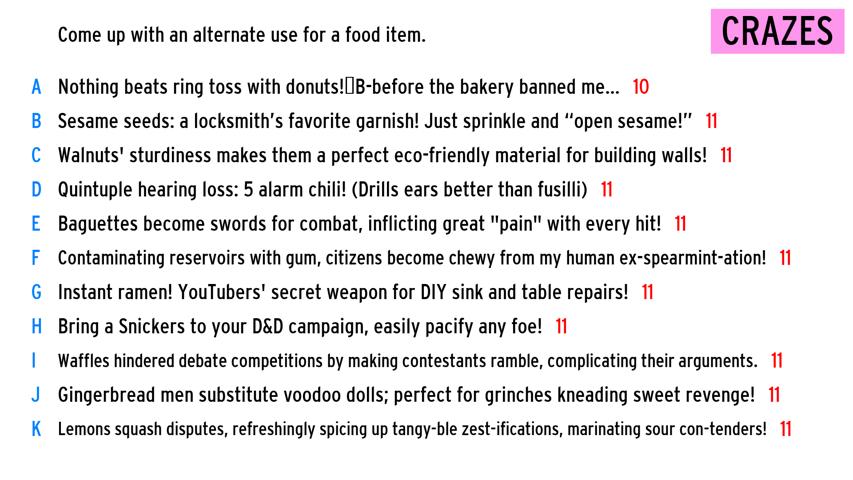 Come up with an alternate use for a food item.
CRAZES
A Nothing beats ring toss with donuts!▯B-before the bakery banned me... 10
B Sesame seeds: a locksmith's favorite garnish! Just sprinkle and “open sesame!” 11
C Walnuts' sturdiness makes them a perfect eco-friendly material for building walls! 11
D Quintuple hearing loss: 5 alarm chili! (Drills ears better than fusilli) 11
E Baguettes become swords for combat, inflicting great "pain" with every hit! 11
F Contaminating reservoirs with gum, citizens become chewy from my human ex-spearmint-ation! 11
G Instant ramen! YouTubers' secret weapon for DIY sink and table repairs! 11
H Bring a Snickers to your D&D campaign, easily pacify any foe! 11
I Waffles hindered debate competitions by making contestants ramble, complicating their arguments. 11
J Gingerbread men substitute voodoo dolls; perfect for grinches kneading sweet revenge! 11
K Lemons squash disputes, refreshingly spicing up tangy-ble zest-ifications, marinating sour con-tenders! 11